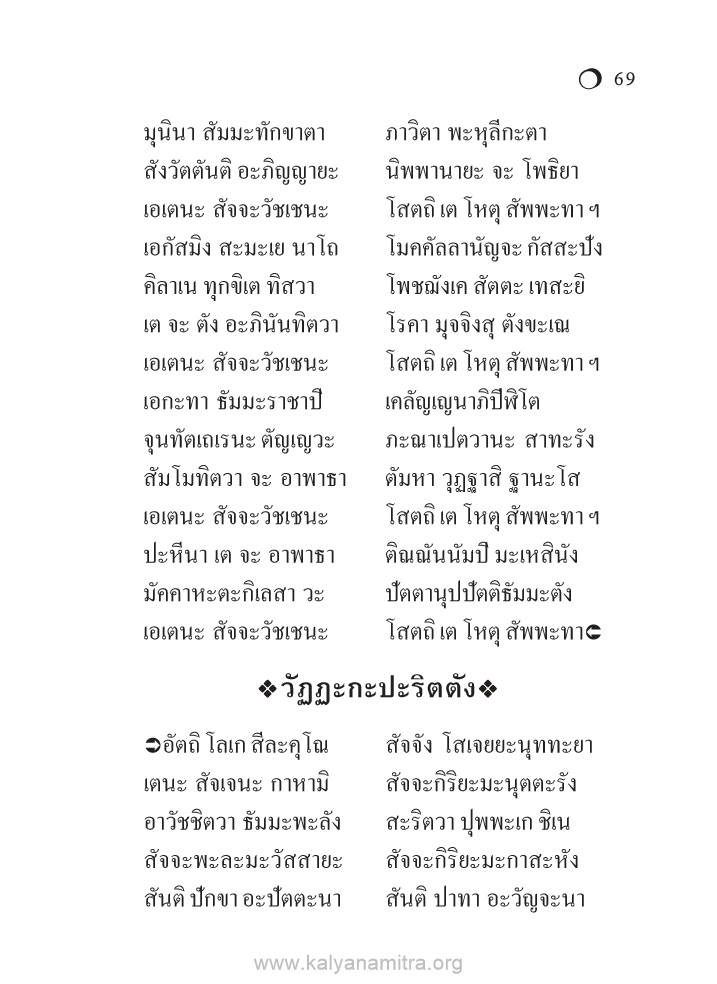 ❍ 69
มุนินา สัมมะทักขาตา ภาวิตา พะหุลีกะตา
สังวัตตันติ อะภิญญายะ นิพพานายะ จะ โพธิยา
เอเตนะ สัจจะวัชเชนะ โสตถิ เต โหตุ สัพพะทา ฯ
เอกัสมิง สะมะเย นาโถ โมคคัลลานัญจะ กัสสะปัง
คิลาเน ทุกขิเต ทิสวา โพชฌังเค สัตตะ เทสะยิ
เต จะ ตัง อะภินันทิตวา โรคา มุจจิงสุ ตังขะเณ
เอเตนะ สัจจะวัชเชนะ โสตถิ เต โหตุ สัพพะทา ฯ
เอกะทา ธัมมะราชาปี เคลัญเญนาภิปีฬิโต
จุนทัตเถเรนะ ตัญเญวะ ภะณาเปตวานะ สาทะรัง
สัมโมทิตวา จะ อาพาธา ตัมหา วุฏฐาสิ ฐานะโส
เอเตนะ สัจจะวัชเชนะ โสตถิ เต โหตุ สัพพะทา ฯ
ปะหีนา เต จะ อาพาธา ติณณันนัมปี มะเหสินัง
มัคคาหะตะกิเลสา วะ ปัตตานุปปัตติธัมมะตัง
เอเตนะ สัจจะวัชเชนะ โสตถิ เต โหตุ สัพพะทา➲
❖วัฏฏะกะปะริตตัง❖
➲อัตถิ โลเก สีละคุโณ สัจจัง โสเจยยะนุททะยา
เตนะ สัจเจนะ กาหามิ สัจจะกิริยะมะนุตตะรัง
อาวัชชิตวา ธัมมะพะลัง สะริตวา ปุพพะเก ชิเน
สัจจะพะละมะวัสสายะ สัจจะกิริยะมะกาสะหัง
สันติ ปักขา อะปัตตะนา สันติ ปาทา อะวัญจะนา
www.kalyanamitra.org